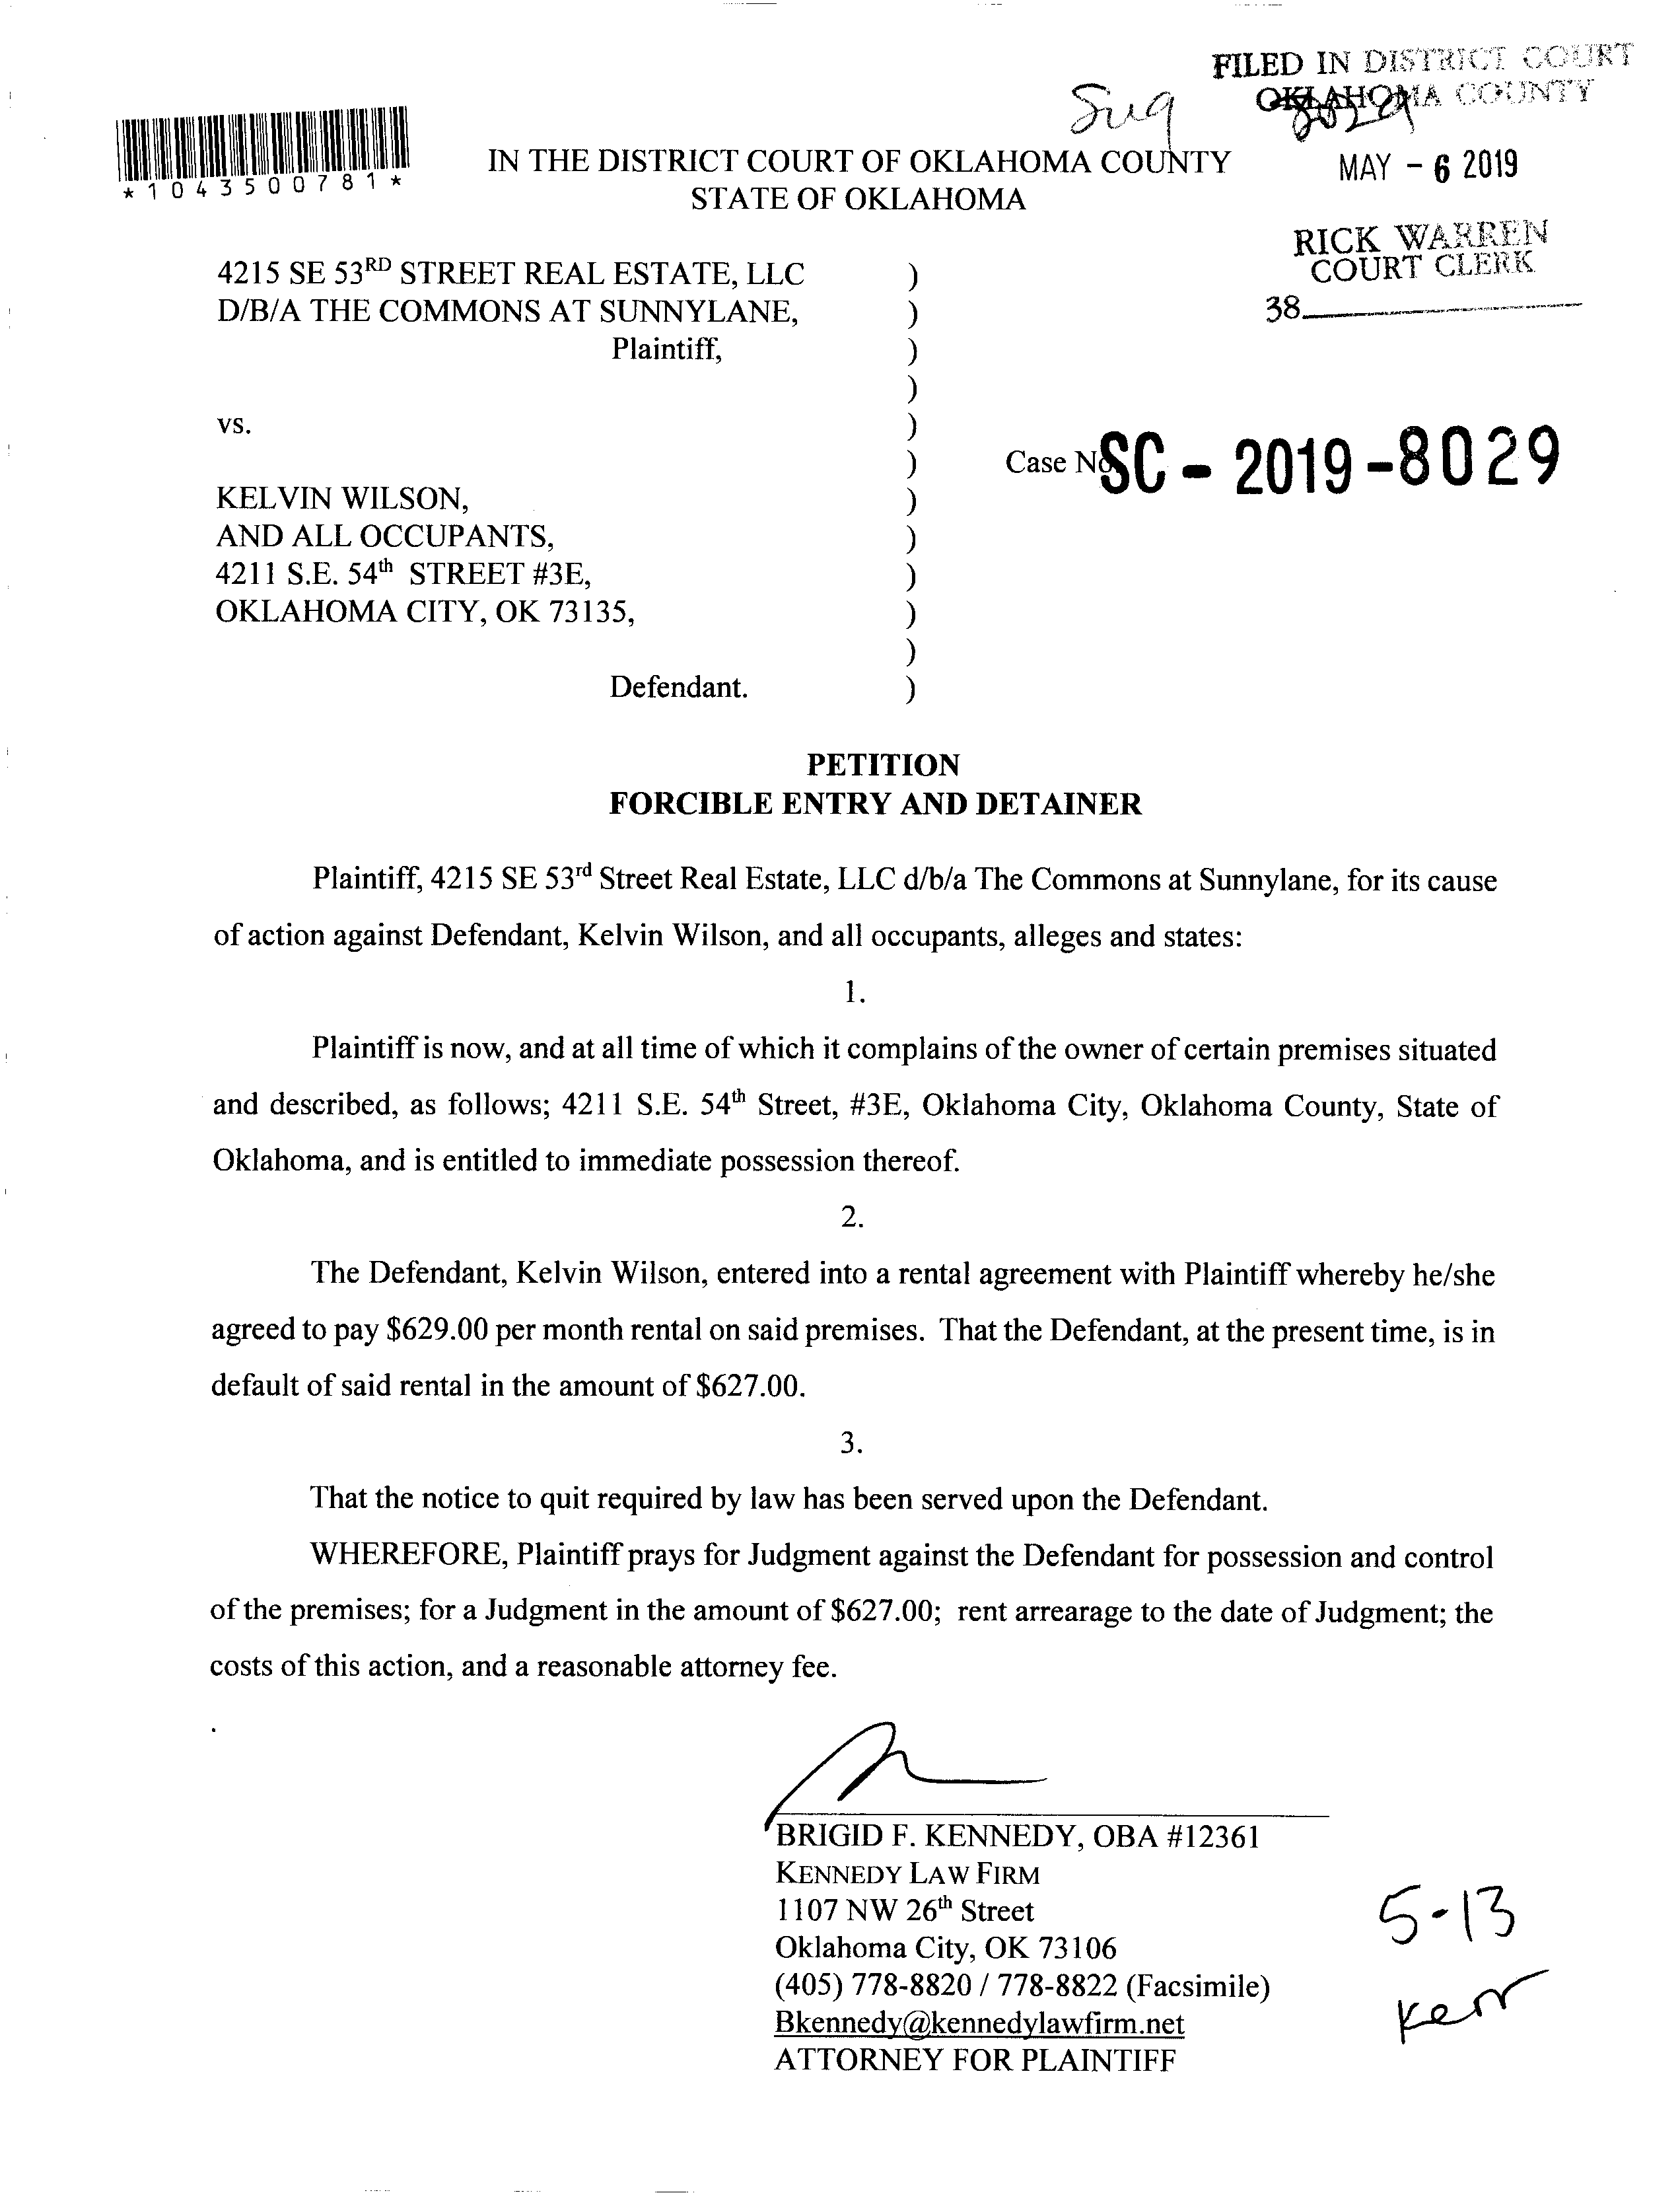 FILED IN DISTRICT COURT
OKLAHOMA COUNTY
MAY - 6 2019
RICK WARREN
COURT CLERK
38
*1043500781*
IN THE DISTRICT COURT OF OKLAHOMA COUNTY
STATE OF OKLAHOMA
4215 SE 53RD STREET REAL ESTATE, LLC )
D/B/A THE COMMONS AT SUNNYLANE, )
Plaintiff, )
)
vs. )
) Case No SC - 2019 - 8029
KELVIN WILSON, )
AND ALL OCCUPANTS, )
4211 S.E. 54th STREET #3E, )
OKLAHOMA CITY, OK 73135, )
)
Defendant. )
PETITION
FORCIBLE ENTRY AND DETAINER
Plaintiff, 4215 SE 53rd Street Real Estate, LLC d/b/a The Commons at Sunnylane, for its cause
of action against Defendant, Kelvin Wilson, and all occupants, alleges and states:
1.
Plaintiff is now, and at all time of which it complains of the owner of certain premises situated
and described, as follows; 4211 S.E. 54th Street, #3E, Oklahoma City, Oklahoma County, State of
Oklahoma, and is entitled to immediate possession thereof.
2.
The Defendant, Kelvin Wilson, entered into a rental agreement with Plaintiff whereby he/she
agreed to pay $629.00 per month rental on said premises. That the Defendant, at the present time, is in
default of said rental in the amount of $627.00.
3.
That the notice to quit required by law has been served upon the Defendant.
WHEREFORE, Plaintiff prays for Judgment against the Defendant for possession and control
of the premises; for a Judgment in the amount of $627.00; rent arrearage to the date of Judgment; the
costs of this action, and a reasonable attorney fee.
BRIGID F. KENNEDY, OBA #12361
KENNEDY LAW FIRM
1107 NW 26th Street
Oklahoma City, OK 73106
(405) 778-8820 / 778-8822 (Facsimile)
Bkennedy@kennedylawfirm.net
ATTORNEY FOR PLAINTIFF
5-13
Kerr